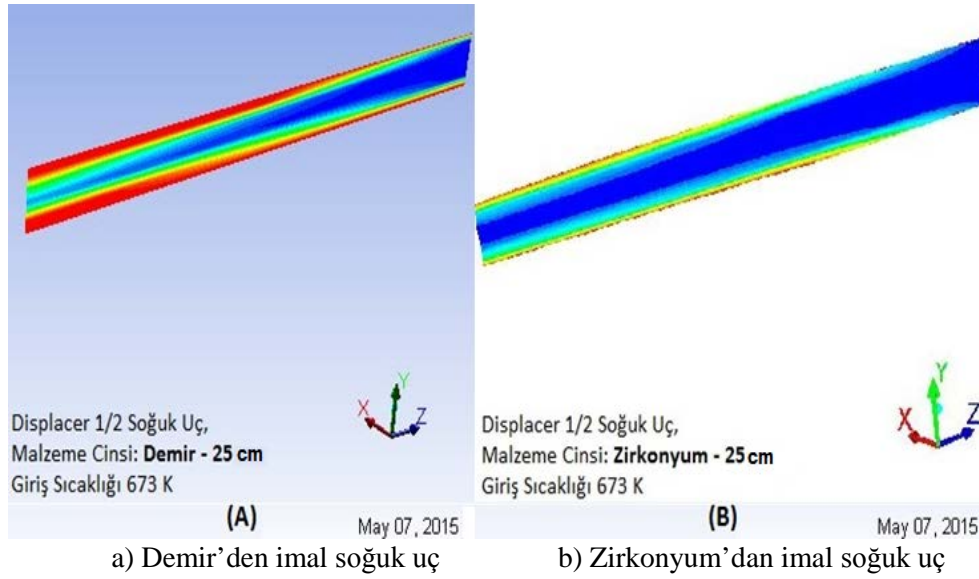 X
Y
Z
Displacer 1/2 Soğuk Uç,
Malzeme Cinsi: Demir - 25 cm
Giriş Sıcaklığı 673 K
(A)
May 07, 2015
X
Y
Z
Displacer 1/2 Soğuk Uç,
Malzeme Cinsi: Zirkonyum - 25 cm
Giriş Sıcaklığı 673 K
(B)
May 07, 2015
a) Demir’den imal soğuk uç
b) Zirkonyum’dan imal soğuk uç